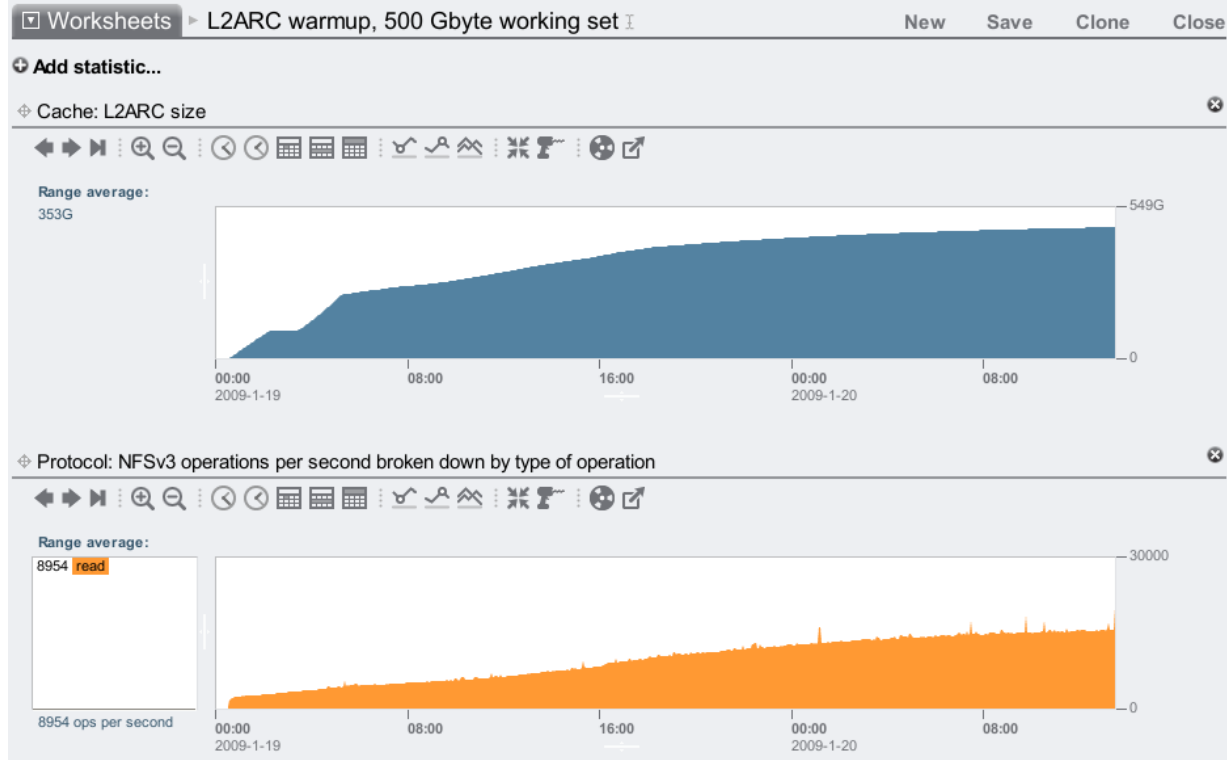 Worksheets L2ARC warmup, 500 Gbyte working set New Save Clone Close
Add statistic...
Cache: L2ARC size
Range average:
353G
549G
0
00:00 08:00 16:00 00:00 08:00
2009-1-19 2009-1-20
Protocol: NFSv3 operations per second broken down by type of operation
Range average:
8954 read
30000
0
8954 ops per second
00:00 08:00 16:00 00:00 08:00
2009-1-19 2009-1-20